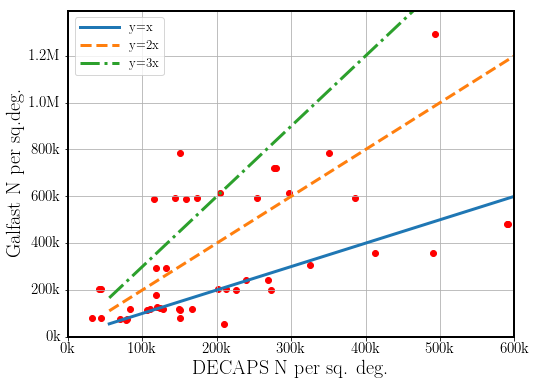 y=x
y=2x
y=3x
Galfast N per sq.deg.
1.2M
1.0M
800k
600k
400k
200k
0k
0k 100k 200k 300k 400k 500k 600k
DECAPS N per sq. deg.